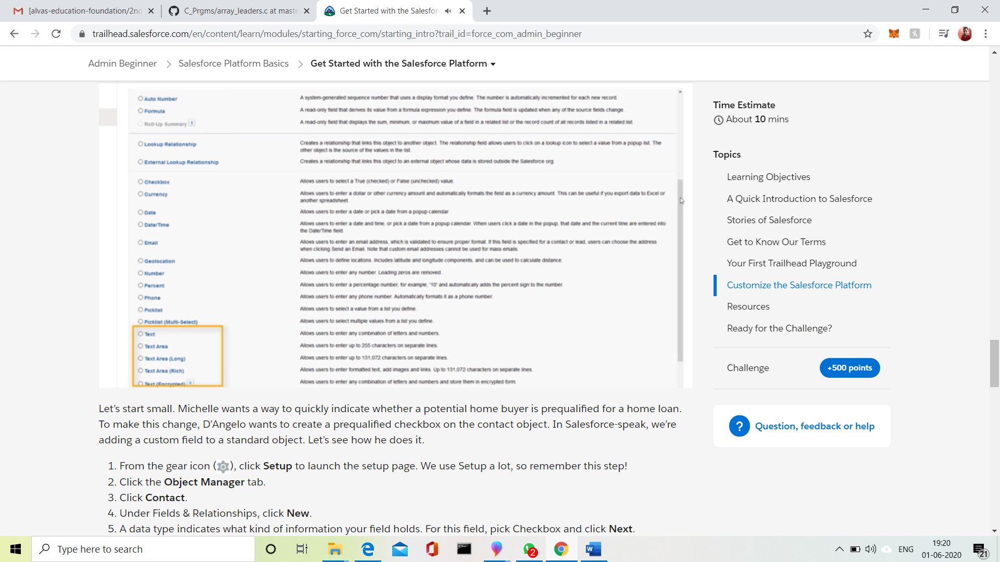 [alvas-education-foundation/2nd
C_Prgms/array_leaders.c at maste
Get Started with the Salesfor
trailhead.salesforce.com/en/content/learn/modules/starting_force_com/starting_intro?trail_id=force_com_admin_beginner
Admin Beginner > Salesforce Platform Basics > Get Started with the Salesforce Platform
Auto Number A system-generated sequence number that uses a display format you define. The number is automatically incremented for each new record.
Formula A read-only field that derives its value from a formula expression you define. The formula field is updated when any of the source fields change.
Roll-Up Summary A read-only field that displays the sum, minimum, or maximum value of a field in a related list or the record count of all records listed in a related list.
Lookup Relationship Creates a relationship that links this object to another object. The relationship field allows users to click on a lookup icon to select a value from a popup list. The
other object is the source of the values in the list.
External Lookup Relationship Creates a relationship that links this object to an external object whose data is stored outside the Salesforce org.
Checkbox Allows users to select a True (checked) or False (unchecked) value.
Currency Allows users to enter a dollar or other currency amount and automatically formats the field as a currency amount. This can be useful if you export data to Excel or
another spreadsheet.
Date Allows users to enter a date or pick a date from a popup calendar.
Date/Time Allows users to enter a date and time, or pick a date from a popup calendar. When users click a date in the popup, that date and the current time are entered into
the Date/Time field.
Email Allows users to enter an email address, which is validated to ensure proper format. If this field is specified for a contact or lead, users can choose the address
when clicking Send an Email. Note that custom email addresses cannot be used for mass emails.
Geolocation Allows users to define locations. Includes latitude and longitude components, and can be used to calculate distance.
Number Allows users to enter any number. Leading zeros are removed.
Percent Allows users to enter a percentage number, for example, '10' and automatically adds the percent sign to the number.
Phone Allows users to enter any phone number. Automatically formats it as a phone number.
Picklist Allows users to select a value from a list you define.
Picklist (Multi-Select) Allows users to select multiple values from a list you define.
Text Allows users to enter any combination of letters and numbers.
Text Area Allows users to enter up to 255 characters on separate lines.
Text Area (Long) Allows users to enter up to 131,072 characters on separate lines.
Text Area (Rich) Allows users to enter formatted text, add images and links. Up to 131,072 characters on separate lines.
Text (Encrypted) Allows users to enter any combination of letters and numbers and store them in encrypted form.
Let's start small. Michelle wants a way to quickly indicate whether a potential home buyer is prequalified for a home loan.
To make this change, D'Angelo wants to create a prequalified checkbox on the contact object. In Salesforce-speak, we're
adding a custom field to a standard object. Let's see how he does it.
1. From the gear icon (), click Setup to launch the setup page. We use Setup a lot, so remember this step!
2. Click the Object Manager tab.
3. Click Contact.
4. Under Fields & Relationships, click New.
5. A data type indicates what kind of information your field holds. For this field, pick Checkbox and click Next.
Time Estimate
About 10 mins
Topics
Learning Objectives
A Quick Introduction to Salesforce
Stories of Salesforce
Get to Know Our Terms
Your First Trailhead Playground
Customize the Salesforce Platform
Resources
Ready for the Challenge?
Challenge +500 points
? Question, feedback or help
Type here to search
2
ENG
19:20
01-06-2020
21